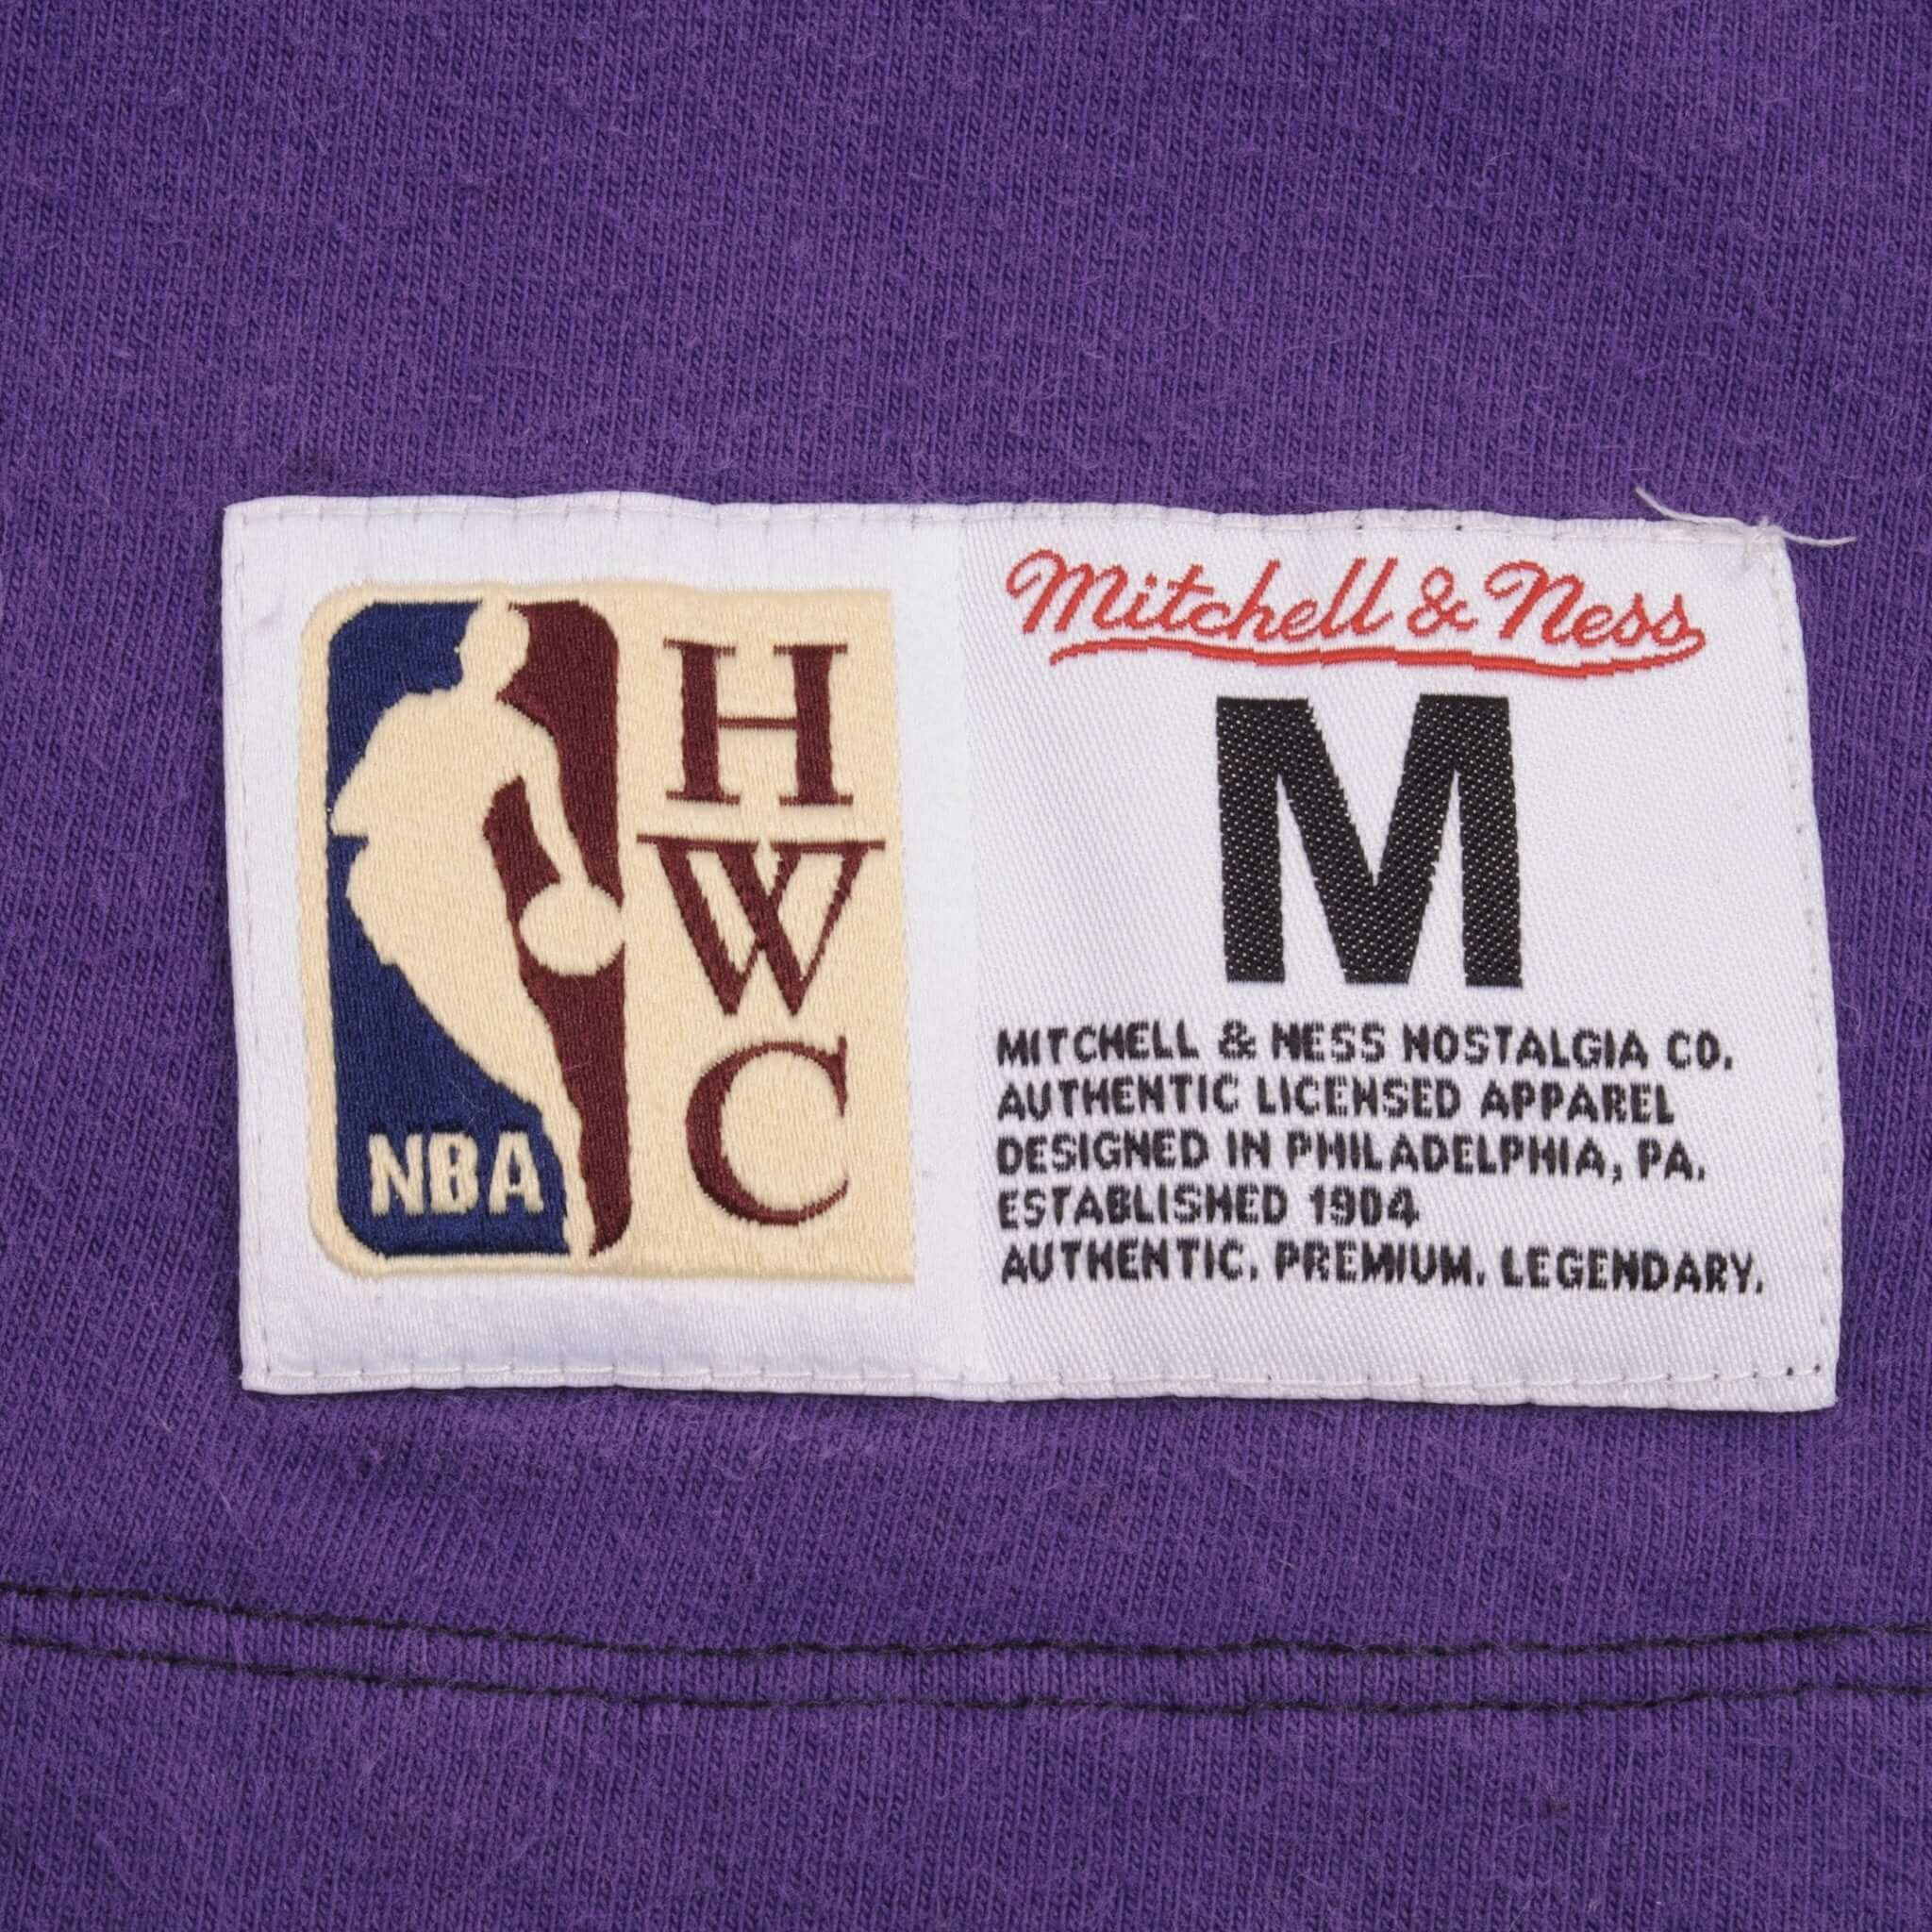 NBA
H
W
C
Mitchell & Ness
M
MITCHELL & NESS NOSTALGIA CO.
AUTHENTIC LICENSED APPAREL
DESIGNED IN PHILADELPHIA, PA.
ESTABLISHED 1904
AUTHENTIC. PREMIUM. LEGENDARY.